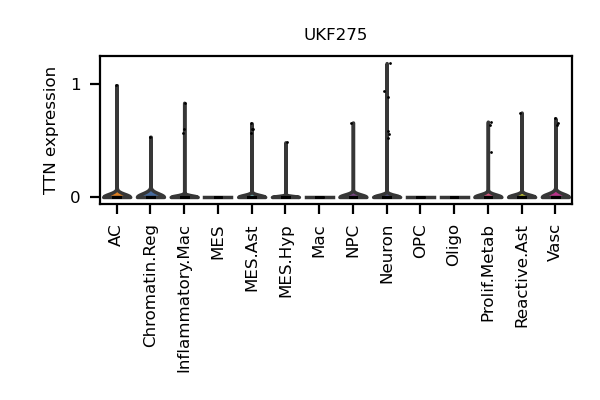 UKF275
TTN expression
1
0
AC
Chromatin.Reg
Inflammatory.Mac
MES
MES.Ast
MES.Hyp
Mac
NPC
Neuron
OPC
Oligo
Prolif.Metab
Reactive.Ast
Vasc